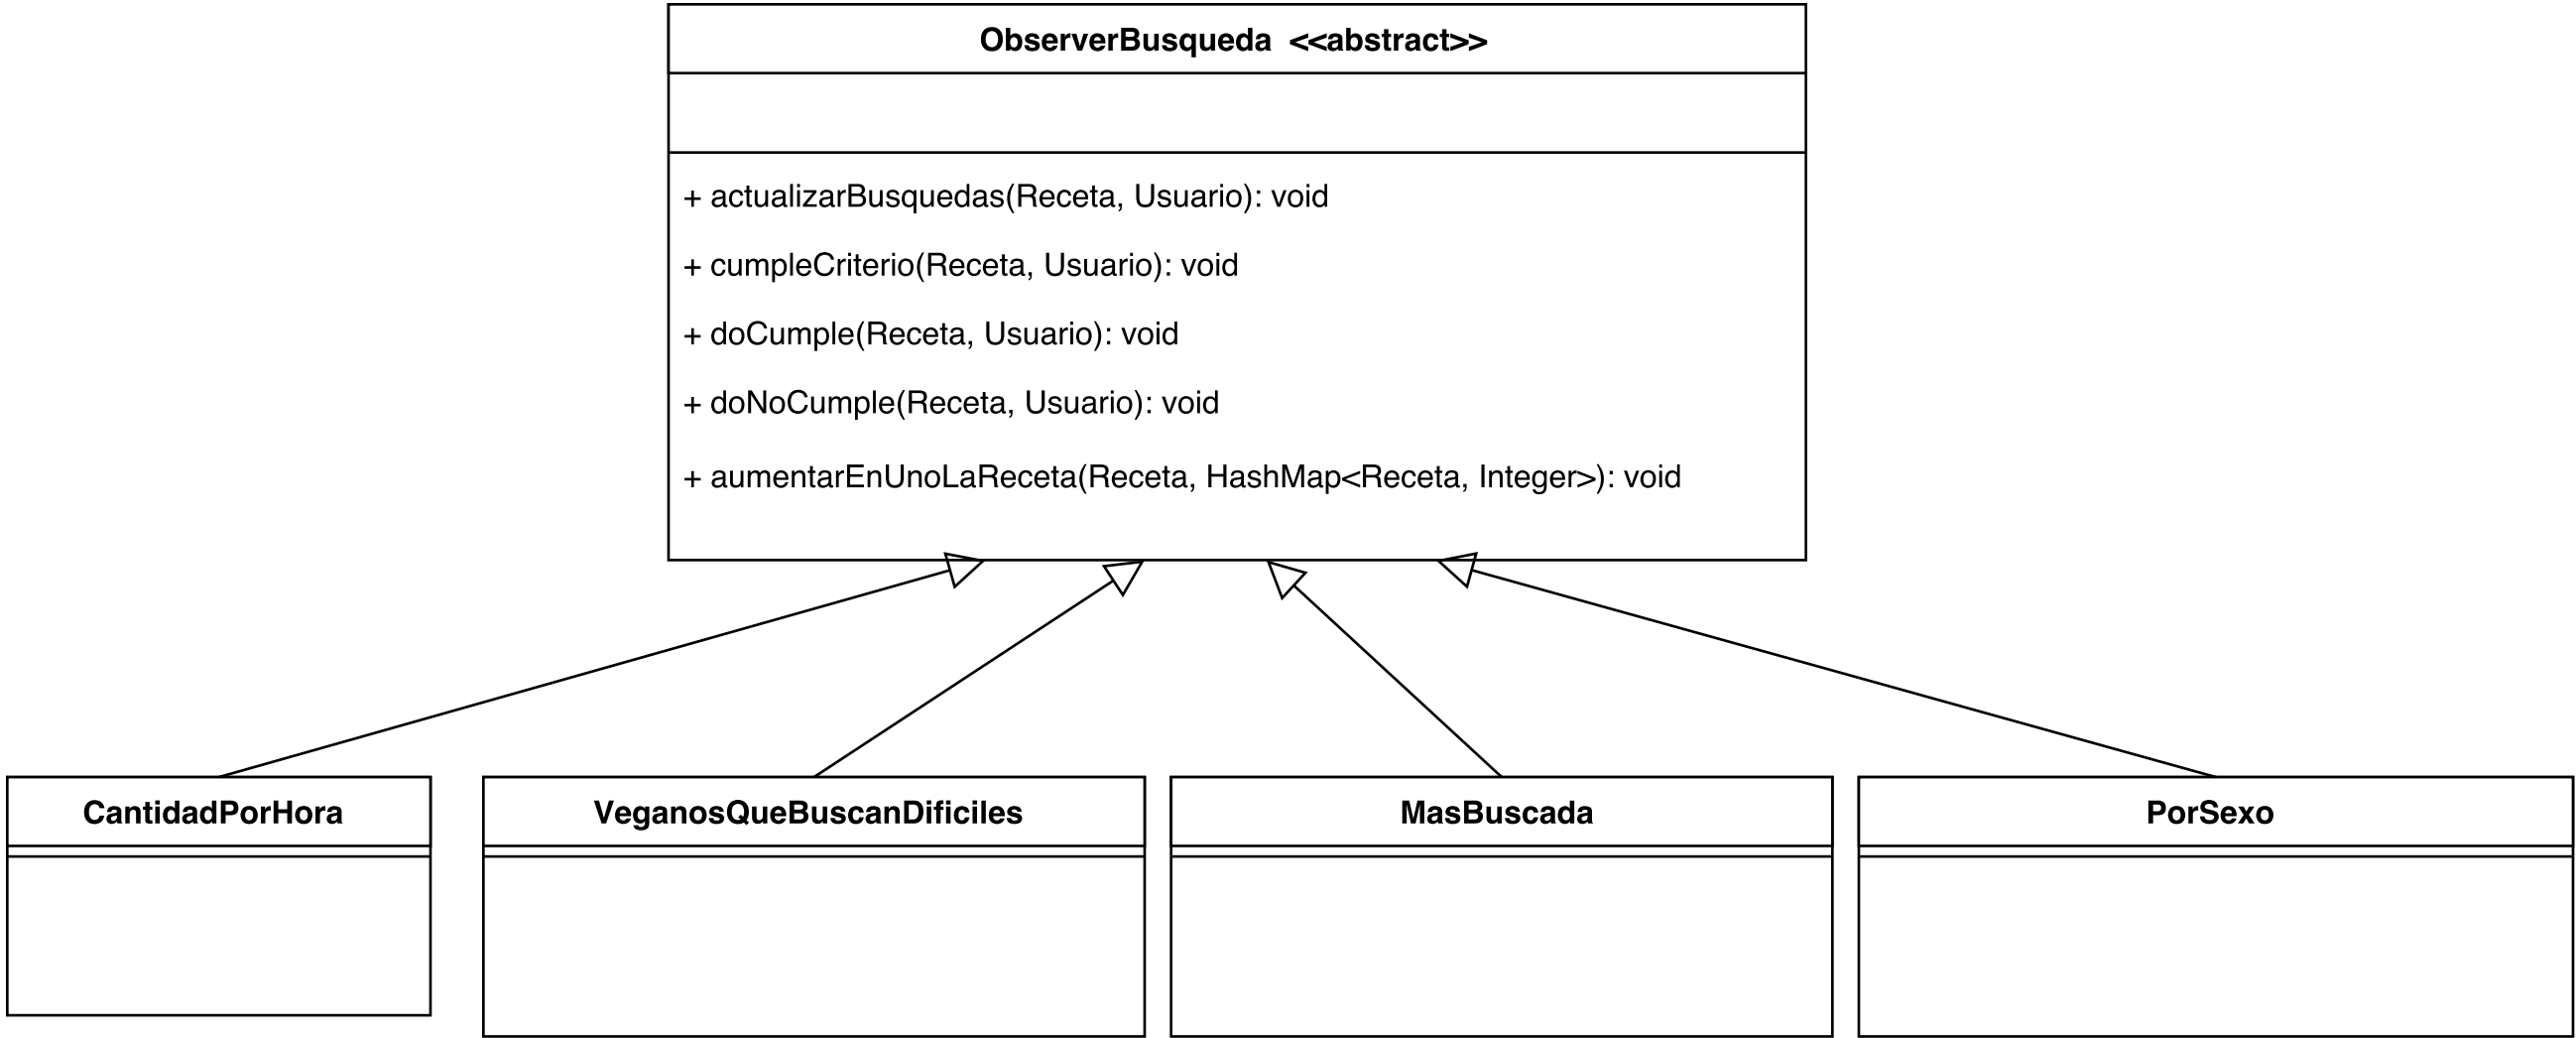 ObserverBusqueda <<abstract>>
+ actualizarBusquedas(Receta, Usuario): void
+ cumpleCriterio(Receta, Usuario): void
+ doCumple(Receta, Usuario): void
+ doNoCumple(Receta, Usuario): void
+ aumentarEnUnoLaReceta(Receta, HashMap<Receta, Integer>): void
CantidadPorHora
VeganosQueBuscanDificiles
MasBuscada
PorSexo